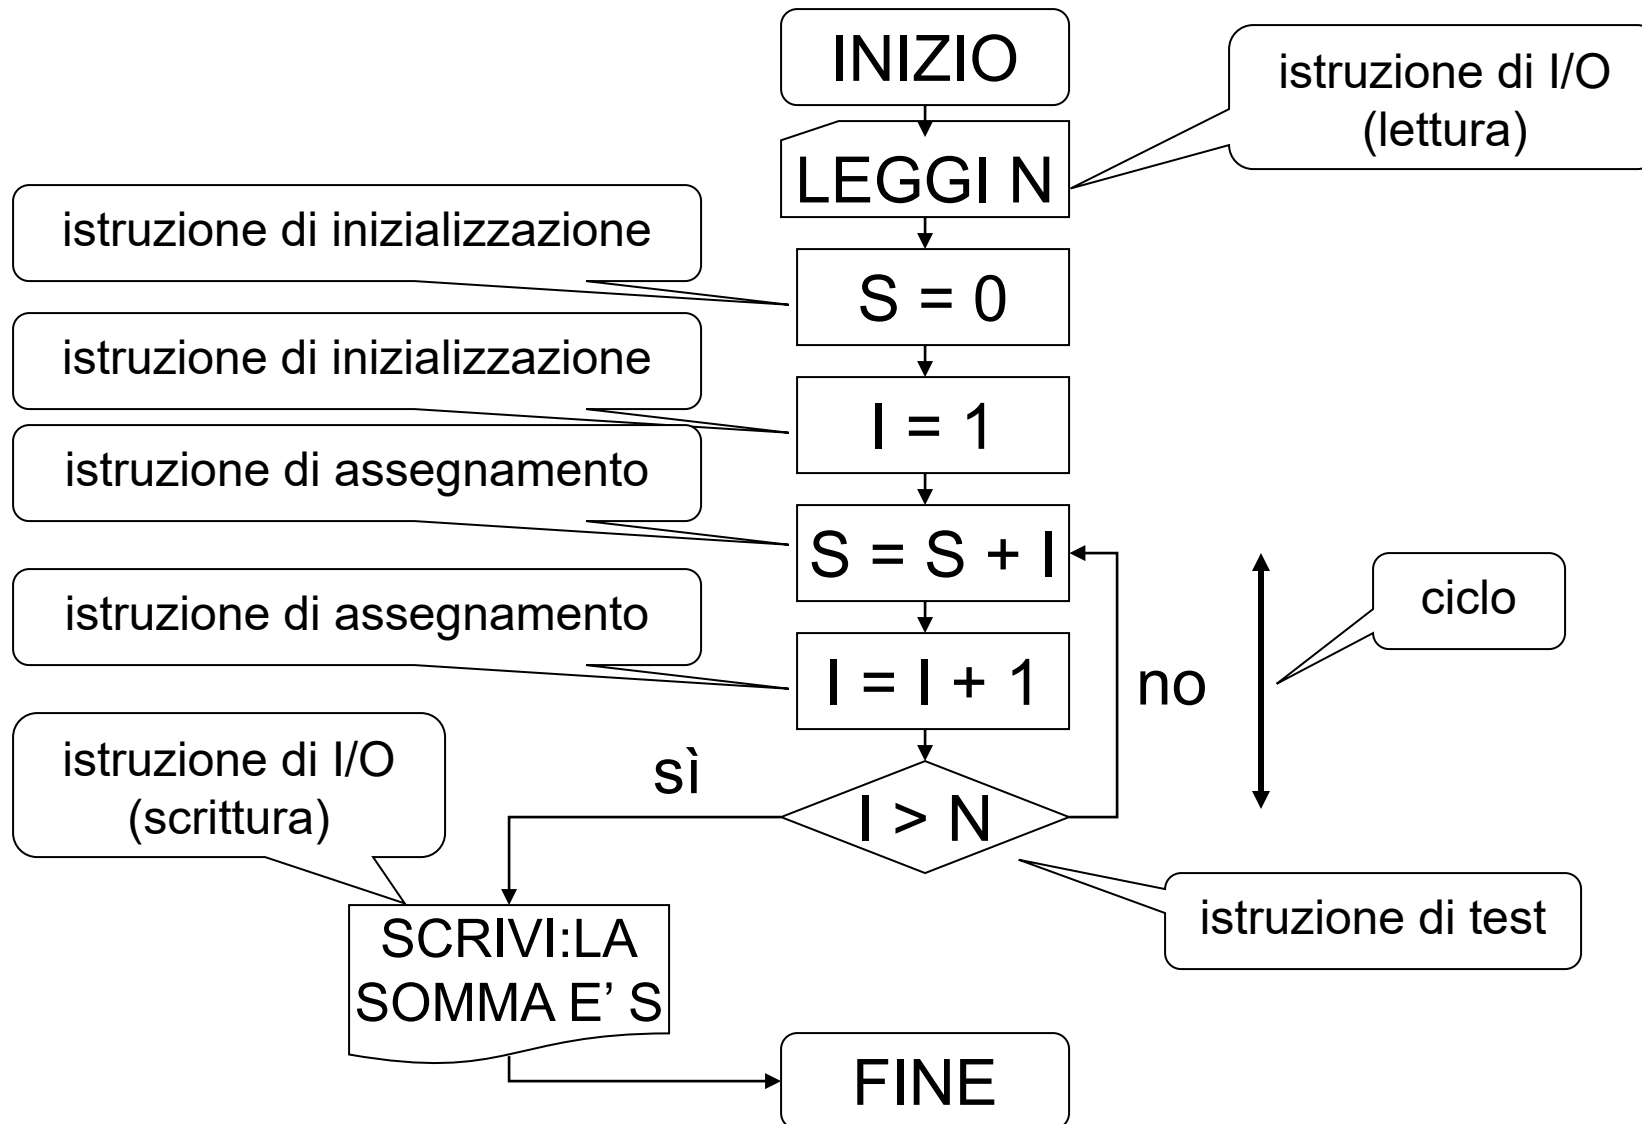 INIZIO
istruzione di I/O
(lettura)
LEGGI N
istruzione di inizializzazione
S = 0
istruzione di inizializzazione
I = 1
istruzione di assegnamento
S = S + I
ciclo
istruzione di assegnamento
I = I + 1
no
istruzione di I/O
(scrittura)
sì
I > N
istruzione di test
SCRIVI:LA
SOMMA E’ S
FINE